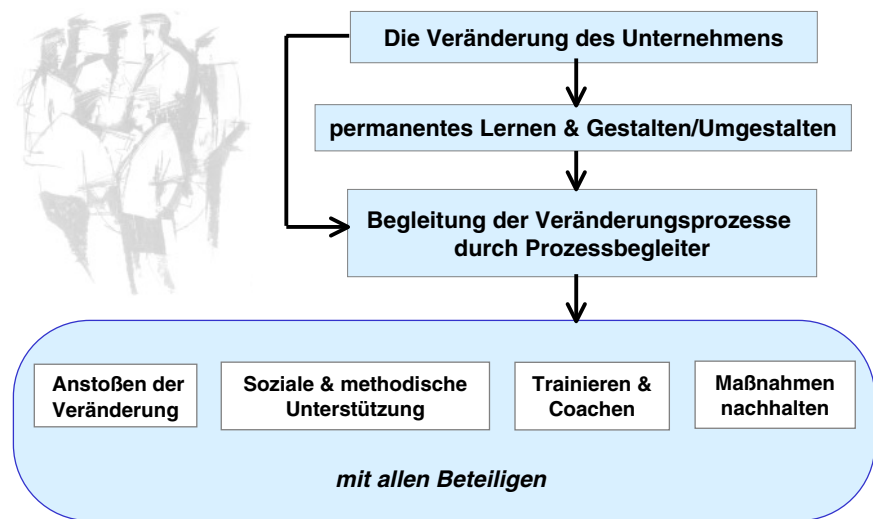 Die Veränderung des Unternehmens
permanentes Lernen & Gestalten/Umgestalten
Begleitung der Veränderungsprozesse
durch Prozessbegleiter
Anstoßen der
Veränderung
Soziale & methodische
Unterstützung
Trainieren &
Coachen
Maßnahmen
nachhalten
mit allen Beteiligen